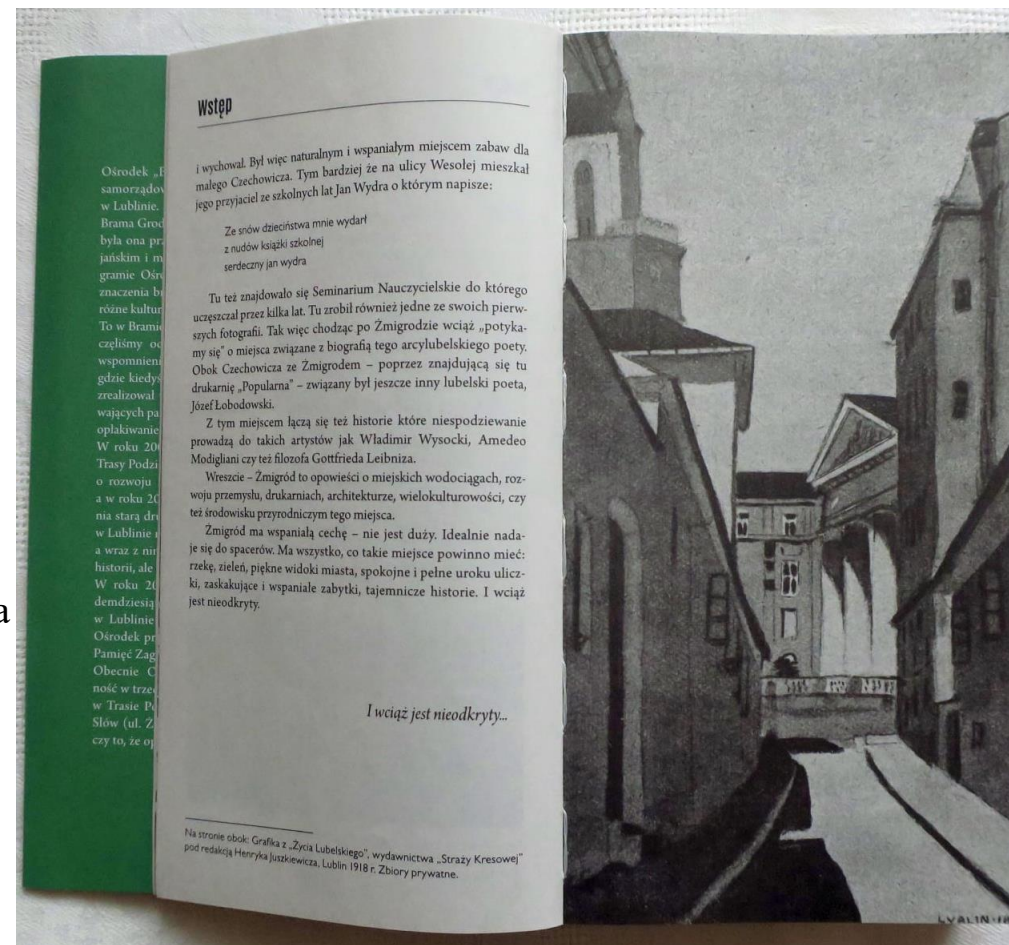 a
Ośrodek
samorządow
w Lublinie.
Brama Grod
była ona prz
jańskim i m
gramie Ośr
znaczenia br
różne kultur
To w Bramie
częliśmy oc
wspomnien
gdzie kiedyś
zrealizował
wających pa
opłakiwanie
W roku 20
Trasy Podzi
o rozwoju
a w roku 20
nia starą dr
w Lublinie
a wraz z nir
historii, ale
W roku 20
demdziesią
w Lublinie
Ośrodek pr
Pamięć Zag
Obecnie
ność w trzec
w Trasie
Słów (ul. Ż
czy to, że op
Wstęp
i wychował. Był więc naturalnym i wspaniałym miejscem zabaw dla
małego Czechowicza. Tym bardziej że na ulicy Wesołej mieszkał
jego przyjaciel ze szkolnych lat Jan Wydra o którym napisze:
Ze snów dzieciństwa mnie wydarł
z nudów książki szkolnej
serdeczny jan wydra
Tu też znajdowało się Seminarium Nauczycielskie do którego
uczęszczał przez kilka lat. Tu zrobił również jedne ze swoich pierw-
szych fotografii. Tak więc chodząc po Żmigrodzie wciąż „potyka-
my się” o miejsca związane z biografią tego arcylubelskiego poety.
Obok Czechowicza ze Żmigrodem – poprzez znajdującą się tu
drukarnię „Popularna” – związany był jeszcze inny lubelski poeta,
Józef Łobodowski.
Z tym miejscem łączą się też historie które niespodziewanie
prowadzą do takich artystów jak Władimir Wysocki, Amedeo
Modigliani czy też filozofa Gottfrieda Leibniza.
Wreszcie – Żmigród to opowieści o miejskich wodociągach, roz-
woju przemysłu, drukarniach, architekturze, wielokulturowości, czy
też środowisku przyrodniczym tego miejsca.
Żmigród ma wspaniałą cechę – nie jest duży. Idealnie nada-
je się do spacerów. Ma wszystko, co takie miejsce powinno mieć:
rzekę, zieleń, piękne widoki miasta, spokojne i pełne uroku ulicz-
ki, zaskakujące i wspaniałe zabytki, tajemnicze historie. I wciąż
jest nieodkryty.
I wciąż jest nieodkryty...
Na stronie obok: Grafika z „Życia Lubelskiego”, wydawnictwa „Straży Kresowej”
pod redakcją Henryka Juszkiewicza, Lublin 1918 r. Zbiory prywatne.